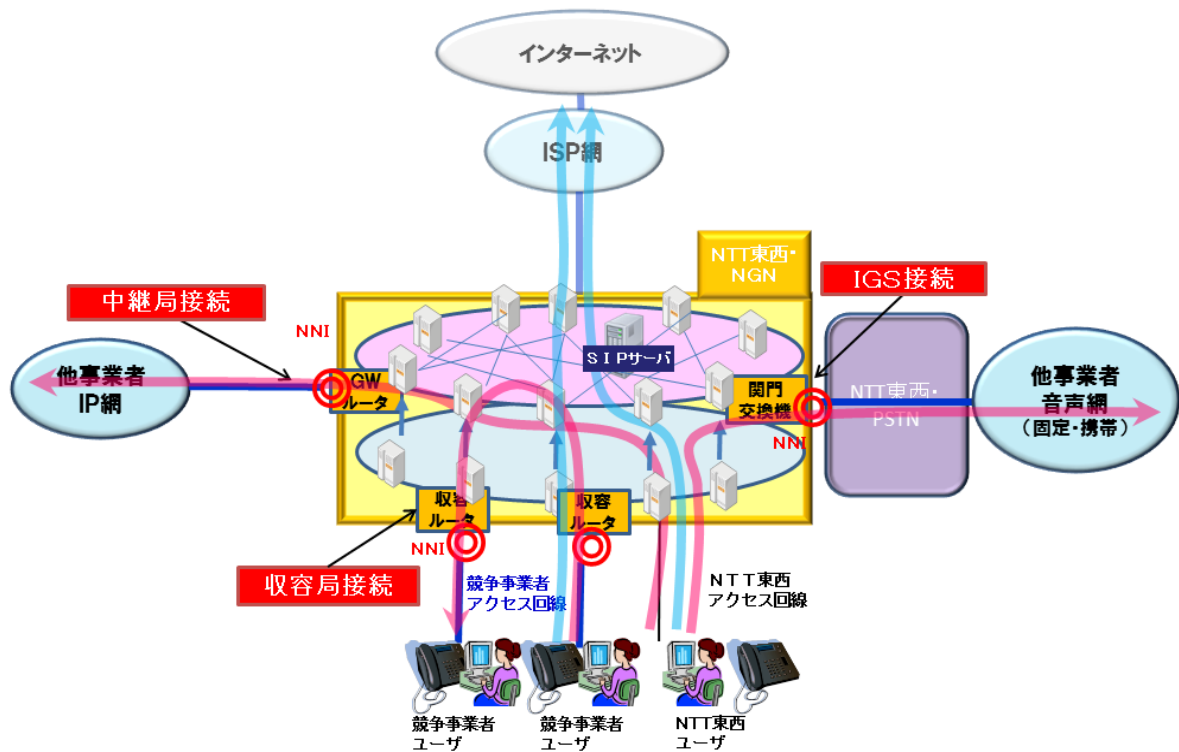 インターネット
ISP網
NTT東西・
NGN
IGS接続
中継局接続
NNI
SIPサーバ
他事業者
IP網
GW
ルータ
関門
交換機
NNI
NTT東西・
PSTN
他事業者
音声網
（固定・携帯）
収容
ルータ
収容
ルータ
NNI
収容局接続
競争事業者
アクセス回線
NTT東西
アクセス回線
競争事業者
ユーザ
競争事業者
ユーザ
NTT東西
ユーザ